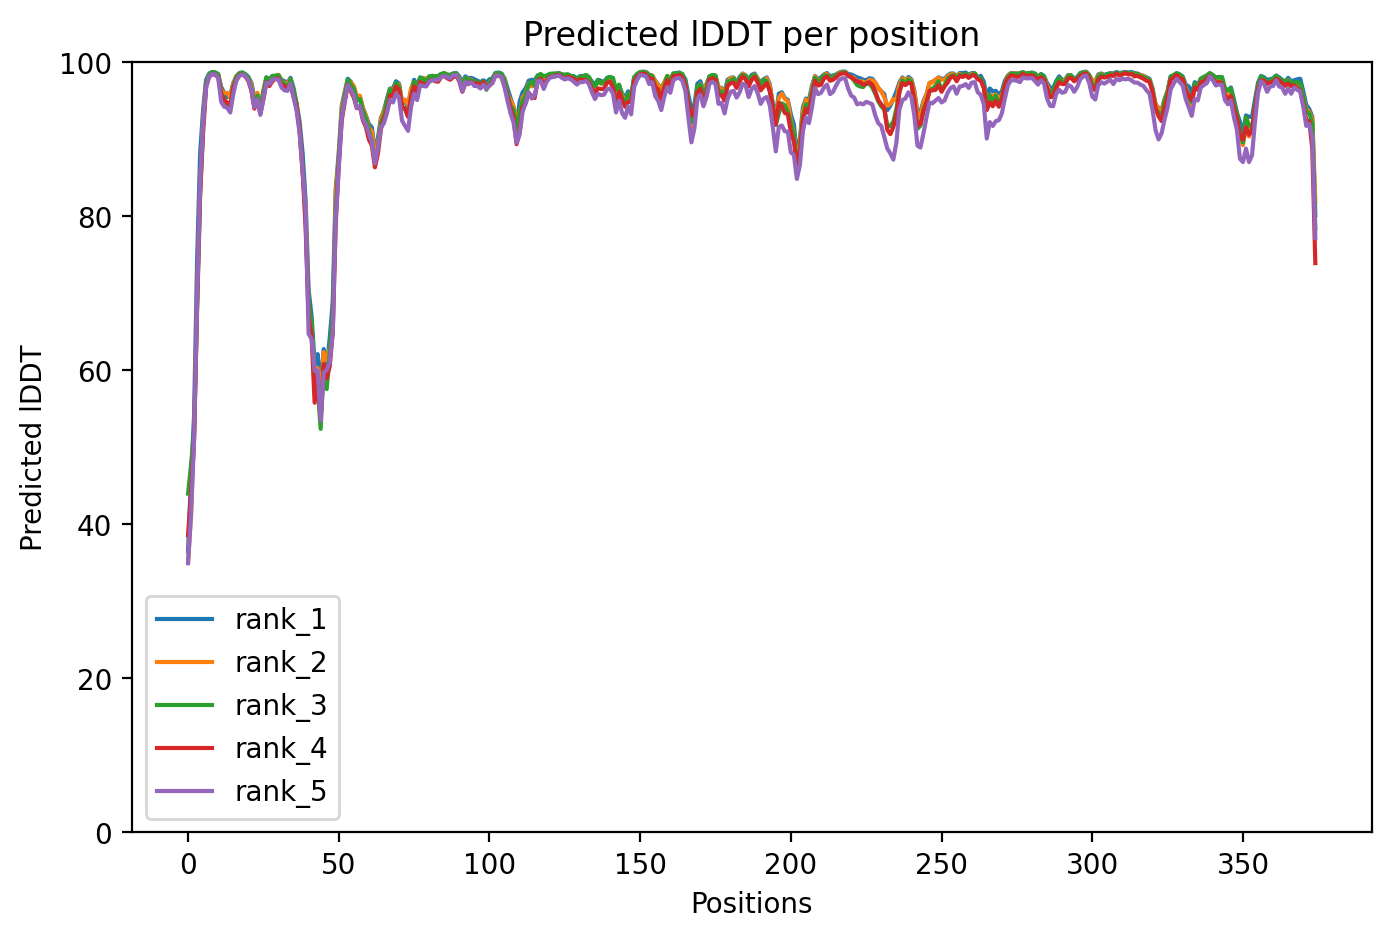 Predicted lDDT per position
100
80
60
40
20
0
Predicted lDDT
rank_1
rank_2
rank_3
rank_4
rank_5
0 50 100 150 200 250 300 350
Positions